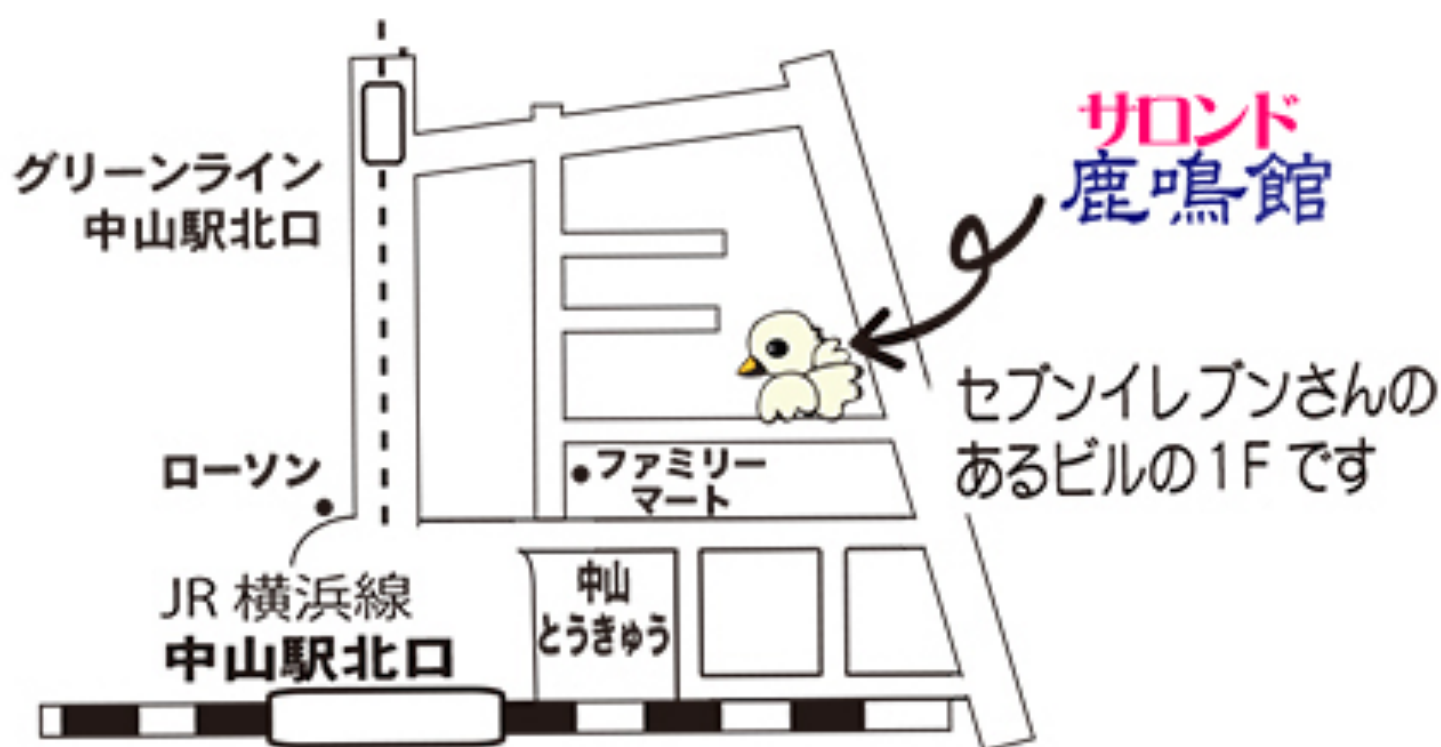 サロンド
鹿鳴館
グリーンライン
中山駅北口
セブンイレブンさんの
あるビルの1Fです
ローソン
ファミリー
マート
JR 横浜線
中山駅北口
中山
とうきゅう